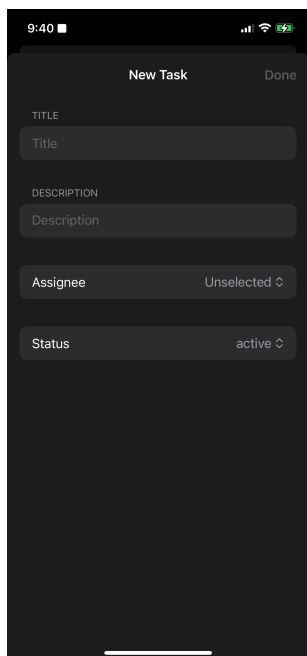 9:40
New Task
Done
TITLE
Title
DESCRIPTION
Description
Assignee
Unselected
Status
active